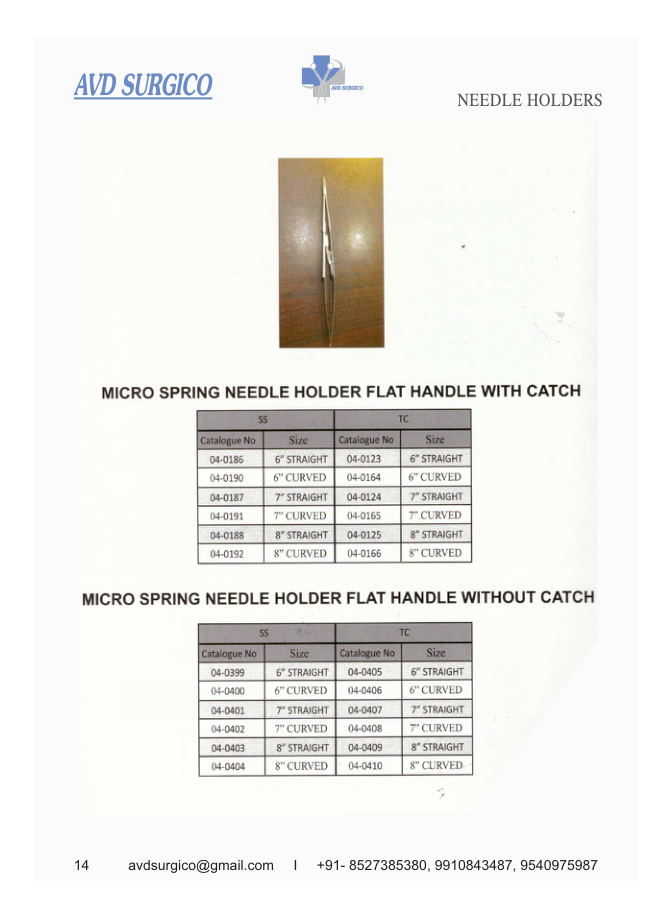 AVD SURGICO
AVD SURGICO
NEEDLE HOLDERS
MICRO SPRING NEEDLE HOLDER FLAT HANDLE WITH CATCH
SS TC
Catalogue No Size Catalogue No Size
04-0186 6" STRAIGHT 04-0123 6" STRAIGHT
04-0190 6" CURVED 04-0164 6" CURVED
04-0187 7" STRAIGHT 04-0124 7" STRAIGHT
04-0191 7" CURVED 04-0165 7" CURVED
04-0188 8" STRAIGHT 04-0125 8" STRAIGHT
04-0192 8" CURVED 04-0166 8" CURVED
MICRO SPRING NEEDLE HOLDER FLAT HANDLE WITHOUT CATCH
SS TC
Catalogue No Size Catalogue No Size
04-0399 6" STRAIGHT 04-0405 6" STRAIGHT
04-0400 6" CURVED 04-0406 6" CURVED
04-0401 7" STRAIGHT 04-0407 7" STRAIGHT
04-0402 7" CURVED 04-0408 7" CURVED
04-0403 8" STRAIGHT 04-0409 8" STRAIGHT
04-0404 8" CURVED 04-0410 8" CURVED
14 avdsurgico@gmail.com I +91- 8527385380, 9910843487, 9540975987